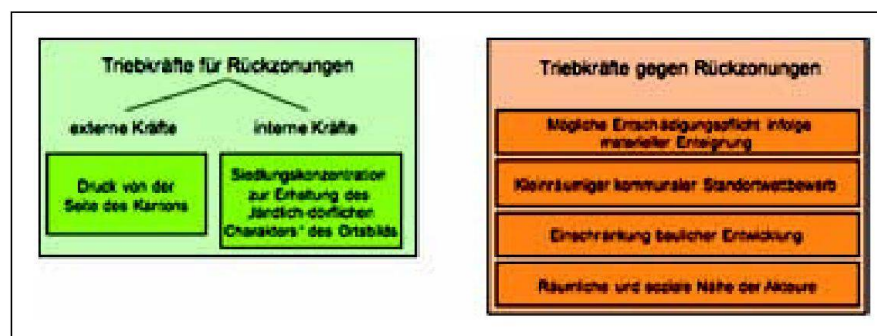 Triebkräfte für Rückzonungen
externe Kräfte
interne Kräfte
Druck von der
Seite des Kantons
Siedlungskonzentration
zur Erhaltung des
„ländlich-dörflichen
Charakters“ des Ortsbilds
Triebkräfte gegen Rückzonungen
Mögliche Entschädigungspflicht infolge
materieller Enteignung
Kleinräumiger kommunaler Standortwettbewerb
Einschränkung baulicher Entwicklung
Räumliche und soziale Nähe der Akteure